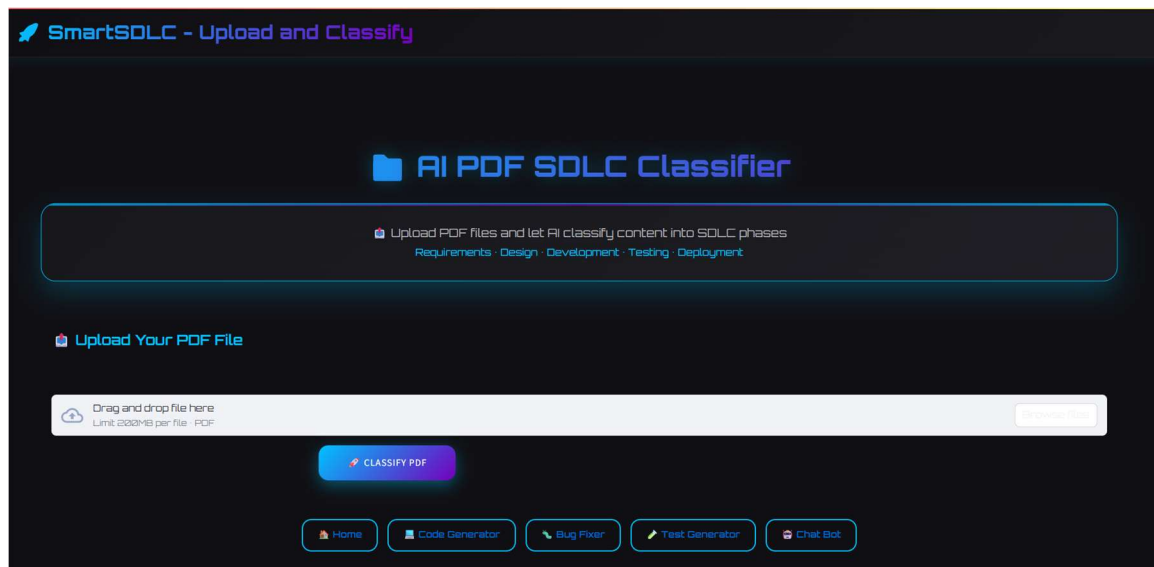 SmartSDLC - Upload and Classify
AI PDF SDLC Classifier
Upload PDF files and let AI classify content into SDLC phases
Requirements · Design · Development · Testing · Deployment
Upload Your PDF File
Drag and drop file here
Limit 200MB per file · PDF
Browse files
CLASSIFY PDF
Home
Code Generator
Bug Fixer
Test Generator
Chat Bot